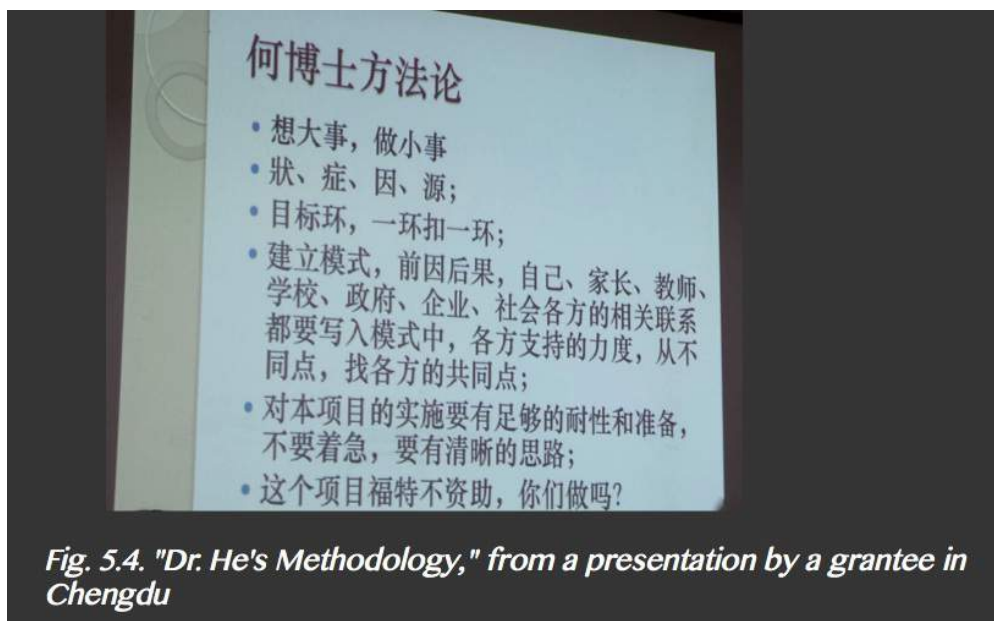 何博士方法论
• 想大事，做小事
• 狀、症、因、源；
• 目标环，一环扣一环；
• 建立模式，前因后果，自己、家长、教师、
学校、政府、企业、社会各方的相关联系
都要写入模式中，各方支持的力度，从不
同点，找各方的共同点；
• 对本项目的实施要有足够的耐性和准备，
不要着急，要有清晰的思路；
• 这个项目福特不资助，你们做吗？
Fig. 5.4. "Dr. He's Methodology," from a presentation by a grantee in
Chengdu